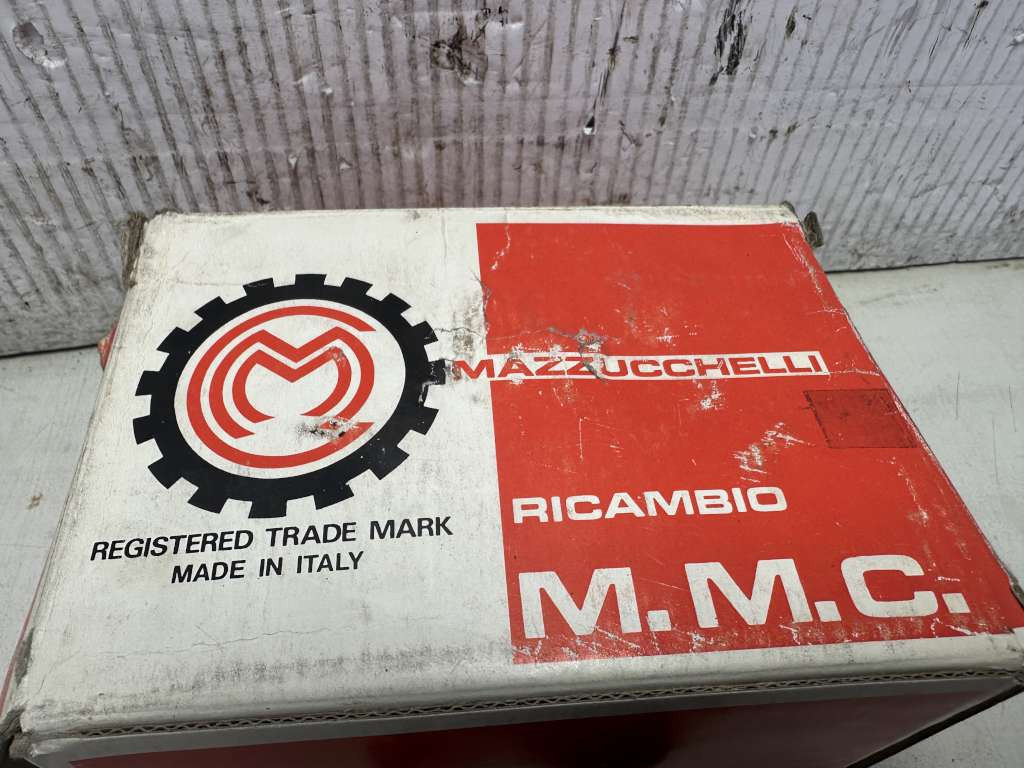 MAZZUCCHELLI
RICAMBIO
M.M.C.
REGISTERED TRADE MARK
MADE IN ITALY